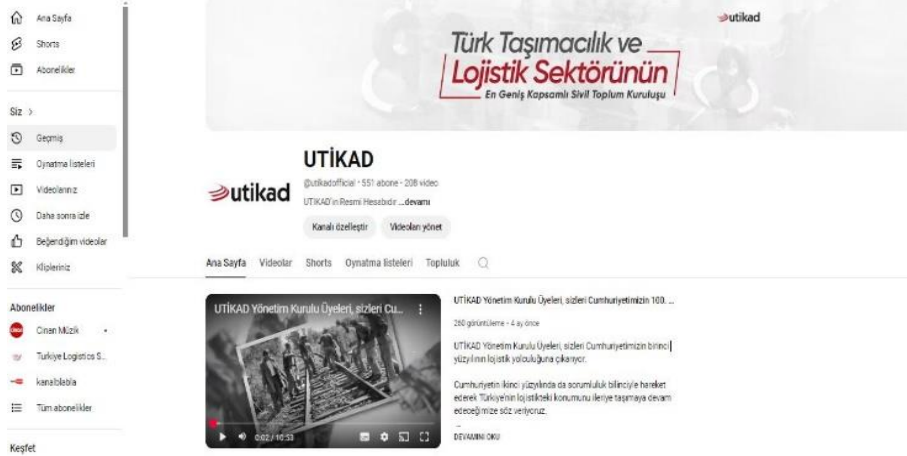 Ana Sayfa
Shorts
Abonelikler
Siz >
Geçmiş
Oynatma listeleri
Videolarınız
Daha sonra izle
Beğendiğim videolar
Klipleriniz
Abonelikler
Cinan Müzik
Turkiye Logistics S..
kanalblabla
Tüm abonelikler
Keşfet
utikad
Türk Taşımacılık ve
Lojistik Sektörünün
En Geniş Kapsamlı Sivil Toplum Kuruluşu
utikad
UTİKAD
@utikadofficial · 551 abone · 208 video
UTİKAD'ın Resmi Hesabıdır ...devamı
Kanalı özelleştir
Videoları yönet
Ana Sayfa Videolar Shorts Oynatma listeleri Topluluk
UTİKAD Yönetim Kurulu Üyeleri, sizleri Cu...
0:02 / 10:53
UTİKAD Yönetim Kurulu Üyeleri, sizleri Cumhuriyetimizin 100. ...
260 görüntüleme · 4 ay önce
UTİKAD Yönetim Kurulu Üyeleri, sizleri Cumhuriyetimizin birinci
yüzyılının lojistik yolculuğuna çıkarıyor.
Cumhuriyetin ikinci yüzyılında da sorumluluk bilinciyle hareket
ederek Türkiye'nin lojistikteki konumunu ileriye taşımaya devam
edeceğimize söz veriyoruz.
...
DEVAMINI OKU